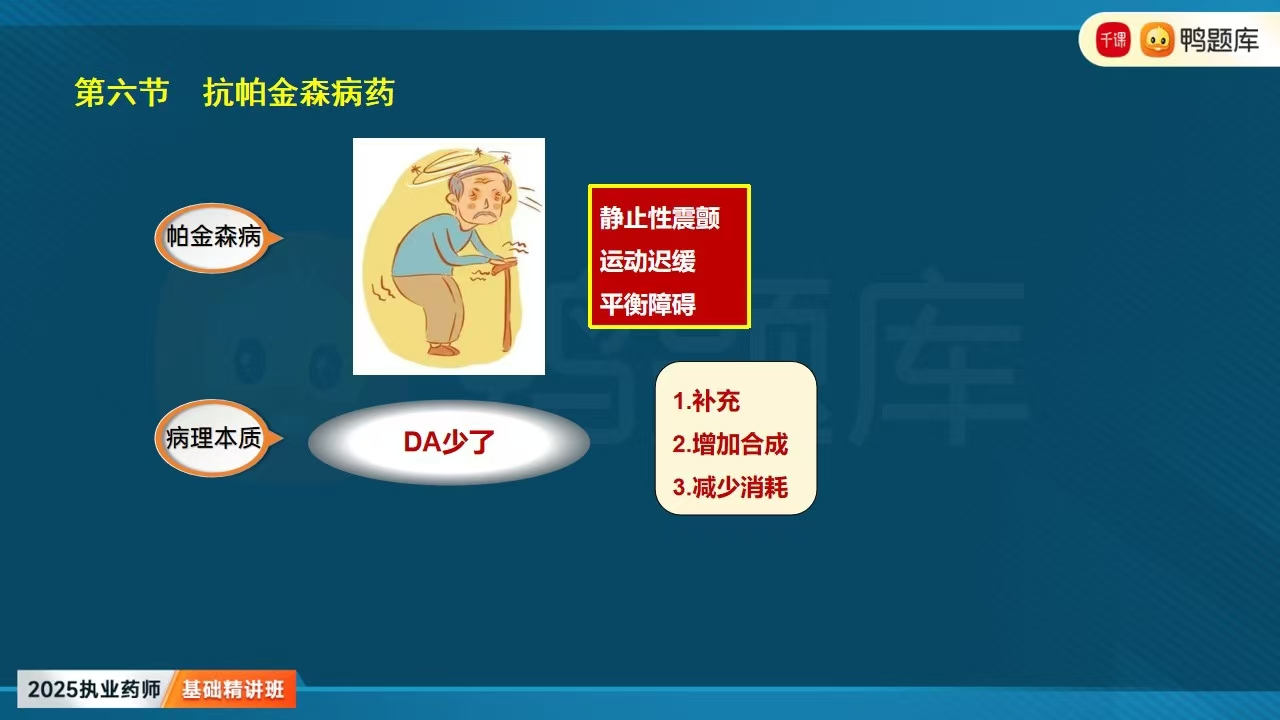 千课 鸭题库
第六节 抗帕金森病药
帕金森病
静止性震颤
运动迟缓
平衡障碍
病理本质
DA少了
1.补充
2.增加合成
3.减少消耗
鸭题库
2025执业药师 基础精讲班